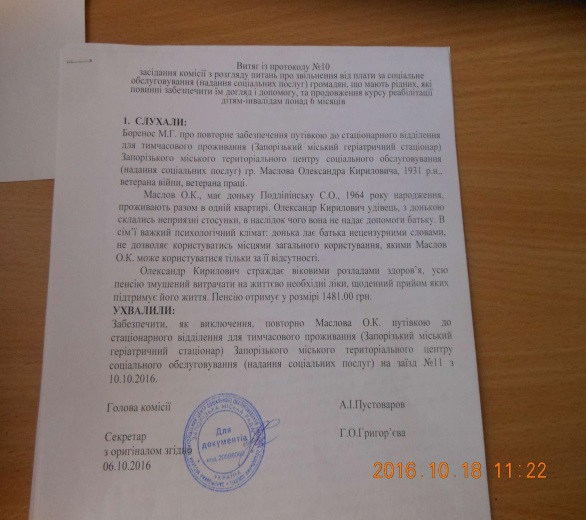 Витяг із протоколу №10
засідання комісії з розгляду питань про звільнення від плати за соціальне
обслуговування (надання соціальних послуг) громадян, що мають рідних, які
повинні забезпечити їм догляд і допомогу, та продовження курсу реабілітації
дітям-інвалідам понад 6 місяців
1. СЛУХАЛИ:
Боренос М.Г. про повторне забезпечення путівкою до стаціонарного відділення
для тимчасового проживання (Запорізький міський геріатричний стаціонар)
Запорізького міського територіального центру соціального обслуговування
(надання соціальних послуг) гр. Маслова Олександра Кириловича, 1931 р.н.,
ветерана війни, ветерана праці.
Маслов О.К., має доньку Подліпінську С.О., 1964 року народження,
проживають разом в одній квартирі. Олександр Кирилович удівець, з донькою
склались неприязні стосунки, в наслідок чого вона не надає допомоги батьку. В
сім’ї важкий психологічний клімат: донька лає батька нецензурними словами,
не дозволяє користуватись місцями загального користування, якими Маслов
О.К. може користуватися тільки за її відсутності.
Олександр Кирилович страждає віковими розладами здоров’я, усю
пенсію змушений витрачати на життєво необхідні ліки, щоденний прийом яких
підтримує його життя. Пенсію отримує у розмірі 1481.00 грн.
УХВАЛИЛИ:
Забезпечити, як виключення, повторно Маслова О.К. путівкою до
стаціонарного відділення для тимчасового проживання (Запорізький міський
геріатричний стаціонар) Запорізького міського територіального центру
соціального обслуговування (надання соціальних послуг) на заїзд №11 з
10.10.2016.
Голова комісії А.І.Пустоваров
Секретар Г.О.Григор’єва
з оригіналом згідно
06.10.2016
Для
документів
2016.10.18 11:22